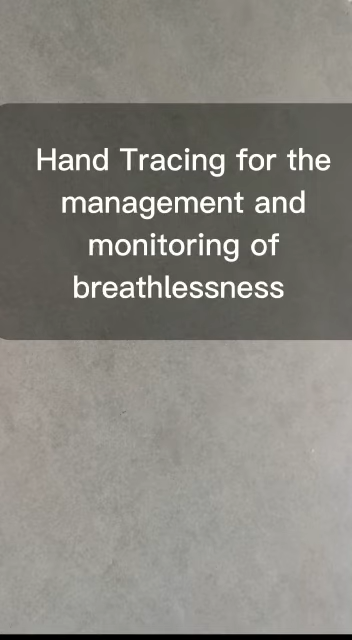 Hand Tracing for the
management and
monitoring of
breathlessness